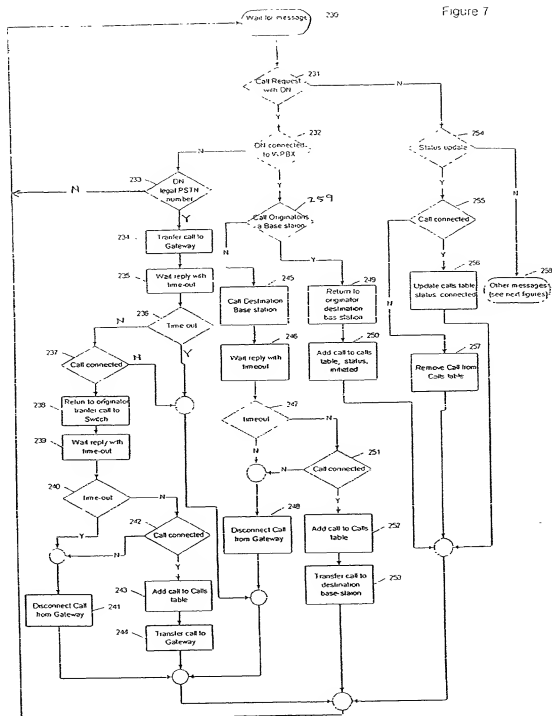 Figure 7
Wait for message 230
Call Request
with DN
231
N
Y
DN connected
to V-PBX
232
N
Y
Status update
254
Y
N
N
233
DN
legal PSTN
number
Y
Call Originator is
a Base staion
259
N
Y
Call connected
255
N
Y
234
Tranfer call to
Gateway
235
Wait reply with
time-out
245
Call Destination
Base station
249
Return to
originator
destination
bas station
256
Update calls table
status: connected
258
Other messages
(see next figures)
236
Time out
N
Y
246
Wait reply with
timeout
250
Add call to calls
table, status,
initiated
257
Remove Call from
Calls table
237
Call connected
N
Y
238
Return to originator
tranfer call to
Switch
247
timeout
N
N
239
Wait reply with
time-out
251
Call connected
N
Y
240
Time-out
N
Y
248
Disconnect Call
from Gateway
252
Add call to Calls
table
242
Call connected
N
Y
253
Transfer call to
destination
base-staion
241
Disconnect Call
from Gateway
243
Add call to Calls
table
244
Transfer call to
Gateway